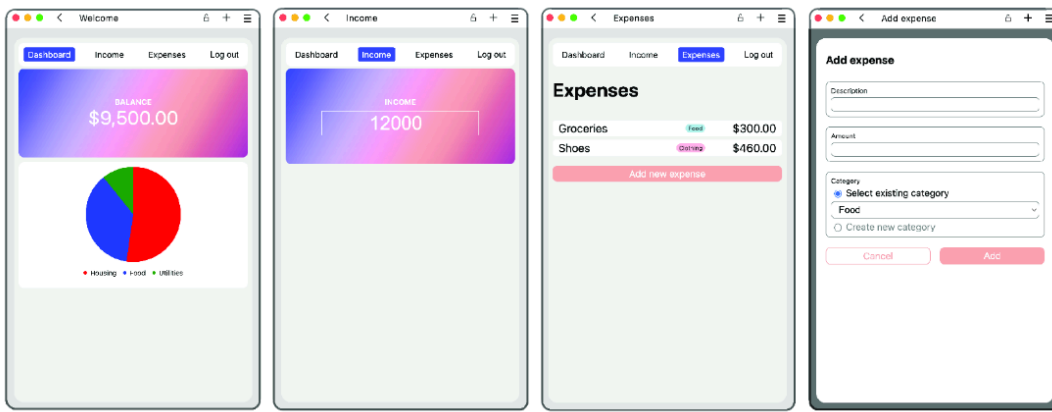 Welcome
Dashboard Income Expenses Log out
BALANCE
$9,500.00
Housing Food Utilities
Income
Dashboard Income Expenses Log out
INCOME
12000
Expenses
Dashboard Income Expenses Log out
Expenses
Groceries Food $300.00
Shoes Clothing $460.00
Add new expense
Add expense
Add expense
Description
Amount
Category
Select existing category
Food
Create new category
Cancel Add